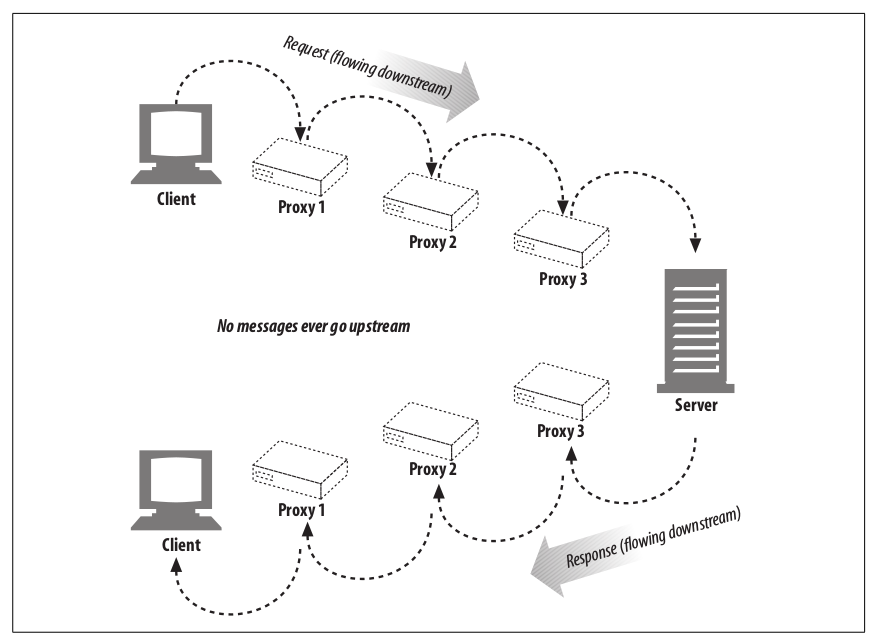 Request (flowing downstream)
Client
Proxy 1
Proxy 2
Proxy 3
No messages ever go upstream
Server
Proxy 3
Proxy 2
Proxy 1
Client
Response (flowing downstream)